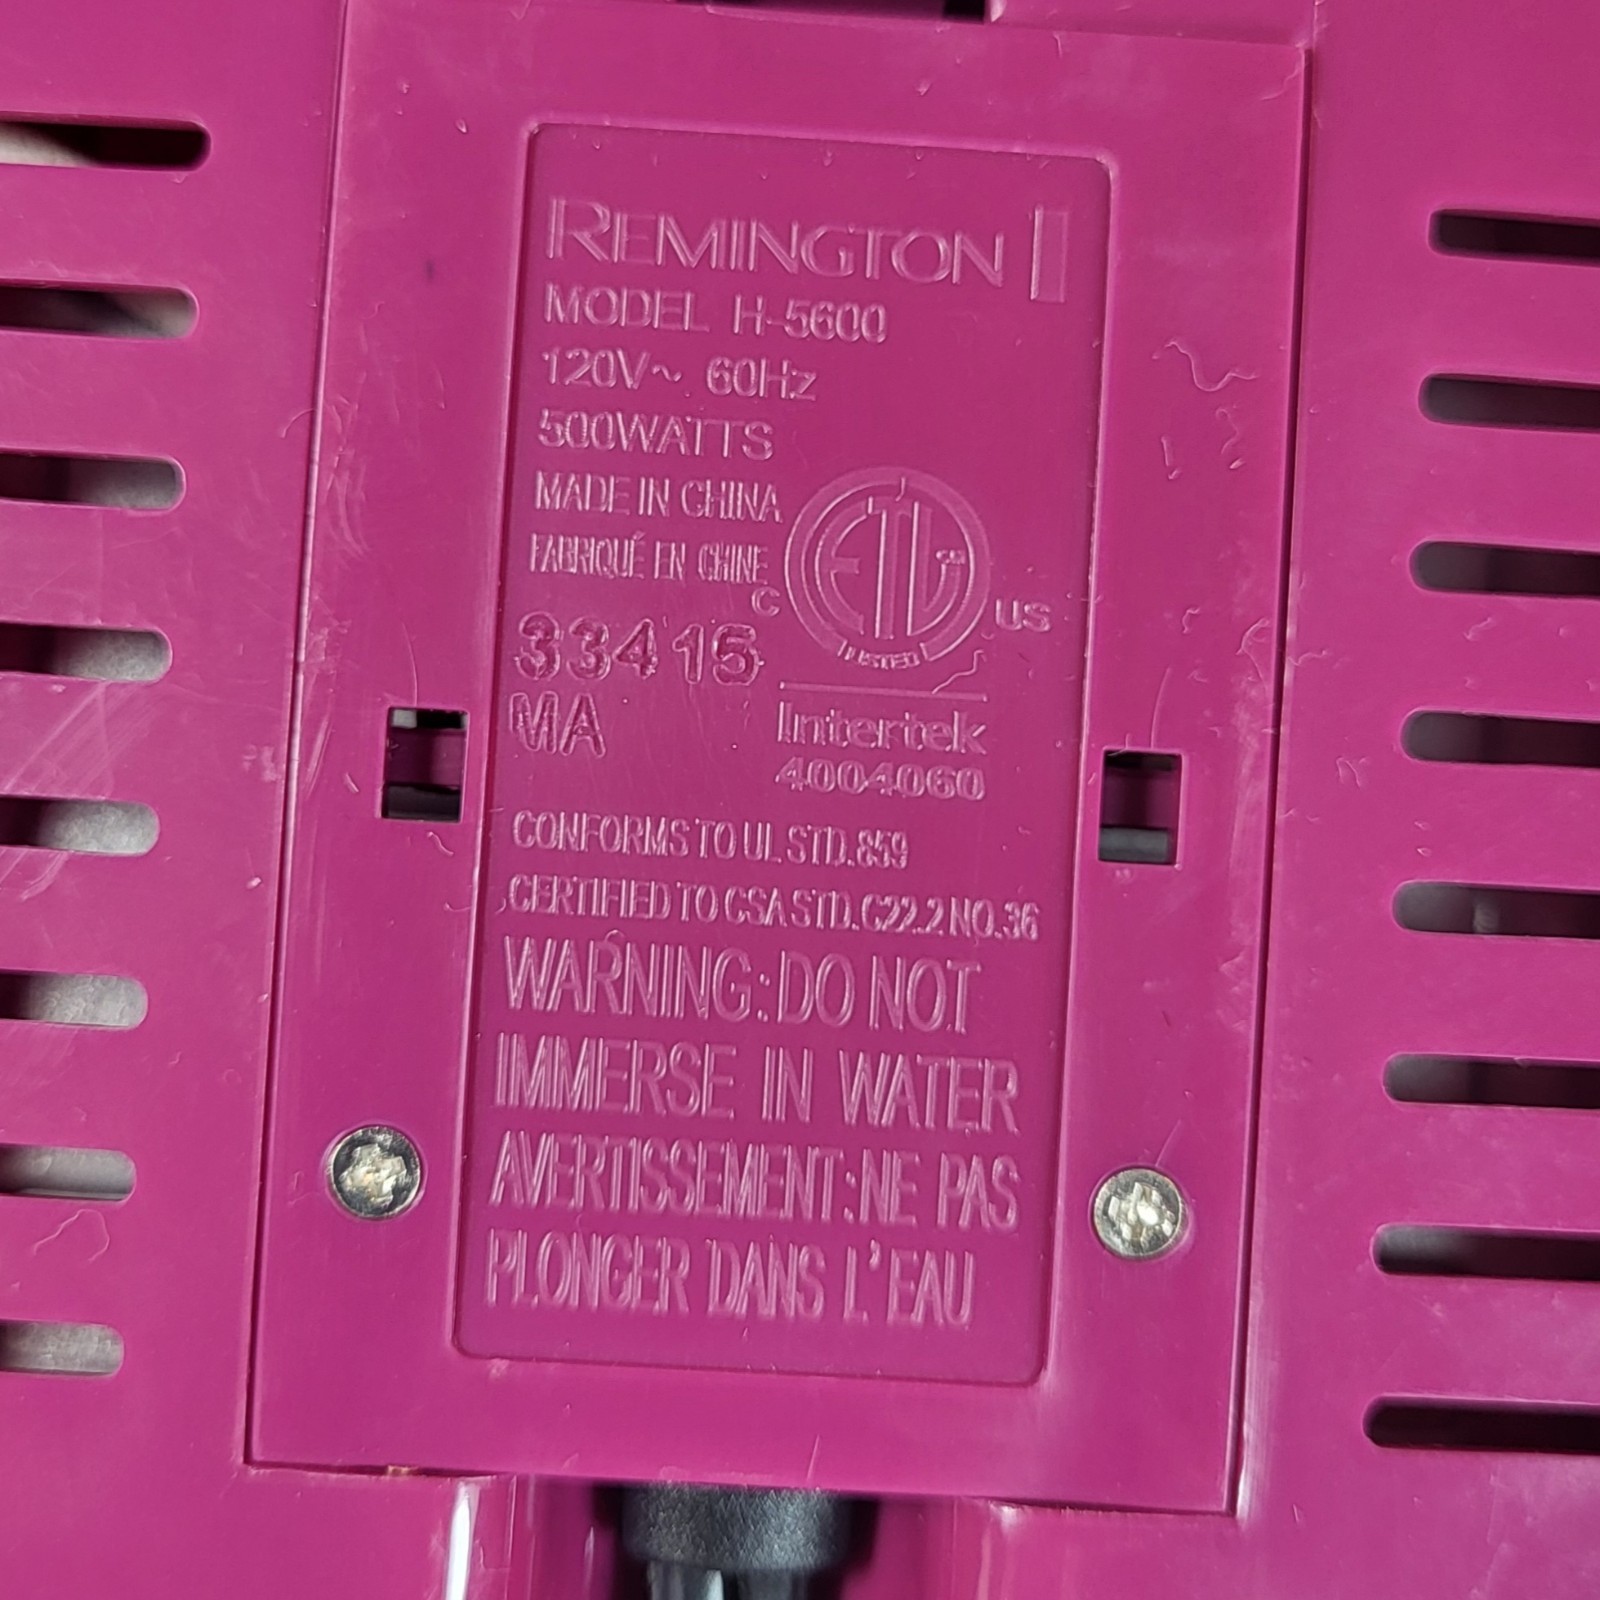 REMINGTON
MODEL H-5600
120V~ 60Hz
500WATTS
MADE IN CHINA
FABRIQUÉ EN CHINE
C ETL CM US
LISTED
33415
MA
Intertek
4004060
CONFORMS TO UL STD.859
CERTIFIED TO CSA STD.C22.2 NO.36
WARNING:DO NOT
IMMERSE IN WATER
AVERTISSEMENT:NE PAS
PLONGER DANS L'EAU